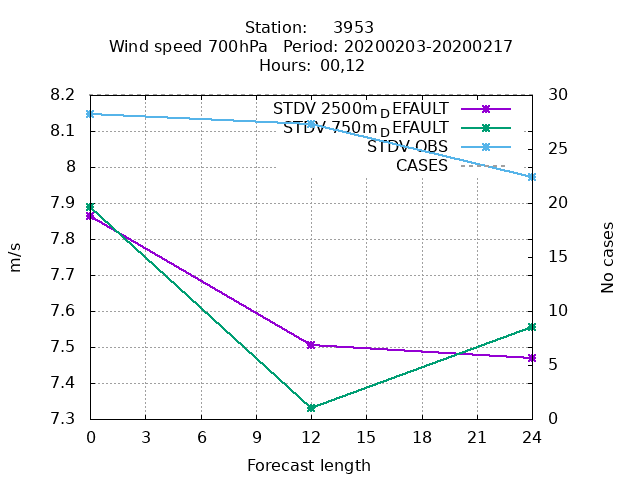 Station: 3953
Wind speed 700hPa Period: 20200203-20200217
Hours: 00,12
8.2
8.1
8
7.9
7.8
7.7
7.6
7.5
7.4
7.3
m/s
STDV 2500m_DEFAULT
STDV 750m_DEFAULT
STDV OBS
CASES
30
25
20
15
10
5
0
No cases
0 3 6 9 12 15 18 21 24
Forecast length